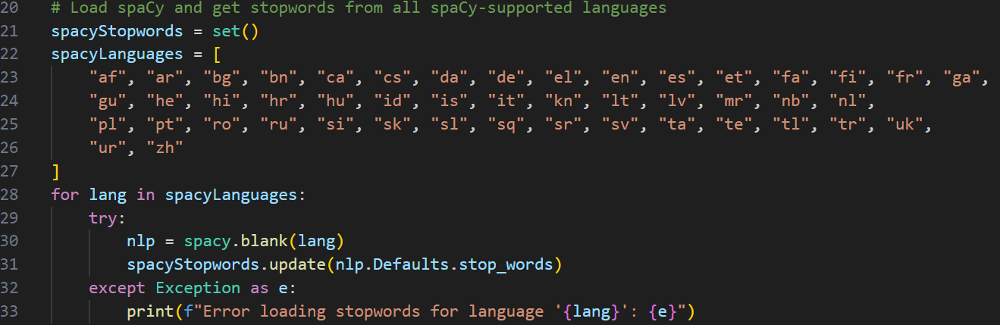 20 # Load spaCy and get stopwords from all spaCy-supported languages
21 spacyStopwords = set()
22 spacyLanguages = [
23 "af", "ar", "bg", "bn", "ca", "cs", "da", "de", "el", "en", "es", "et", "fa", "fi", "fr", "ga",
24 "gu", "he", "hi", "hr", "hu", "id", "is", "it", "kn", "lt", "lv", "mr", "nb", "nl",
25 "pl", "pt", "ro", "ru", "si", "sk", "sl", "sq", "sr", "sv", "ta", "te", "tl", "tr", "uk",
26 "ur", "zh"
27 ]
28 for lang in spacyLanguages:
29 try:
30 nlp = spacy.blank(lang)
31 spacyStopwords.update(nlp.Defaults.stop_words)
32 except Exception as e:
33 print(f"Error loading stopwords for language '{lang}': {e}")